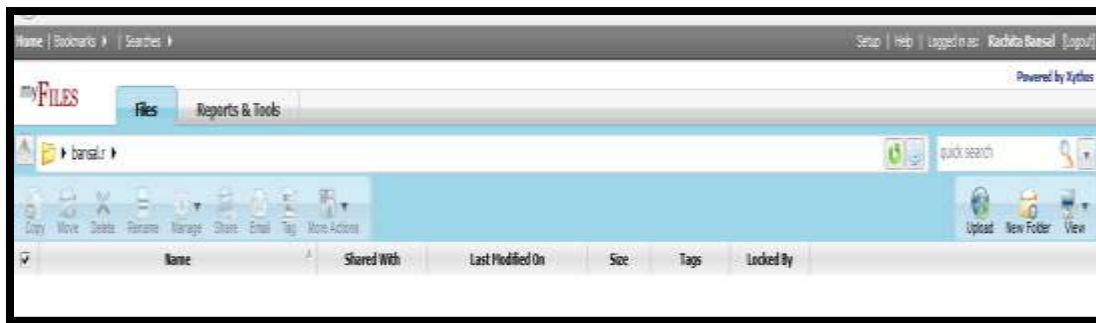 Home | Bookmarks | Searches Setup | Help | Logged in as: Rachita Bansal [Logout]
Powered by Xythos
myFILES Files Reports & Tools
bansal.r quick search
Copy Move Delete Rename Manage Share Email Tag More Actions Upload New Folder View
Name Shared With Last Modified On Size Tags Locked By